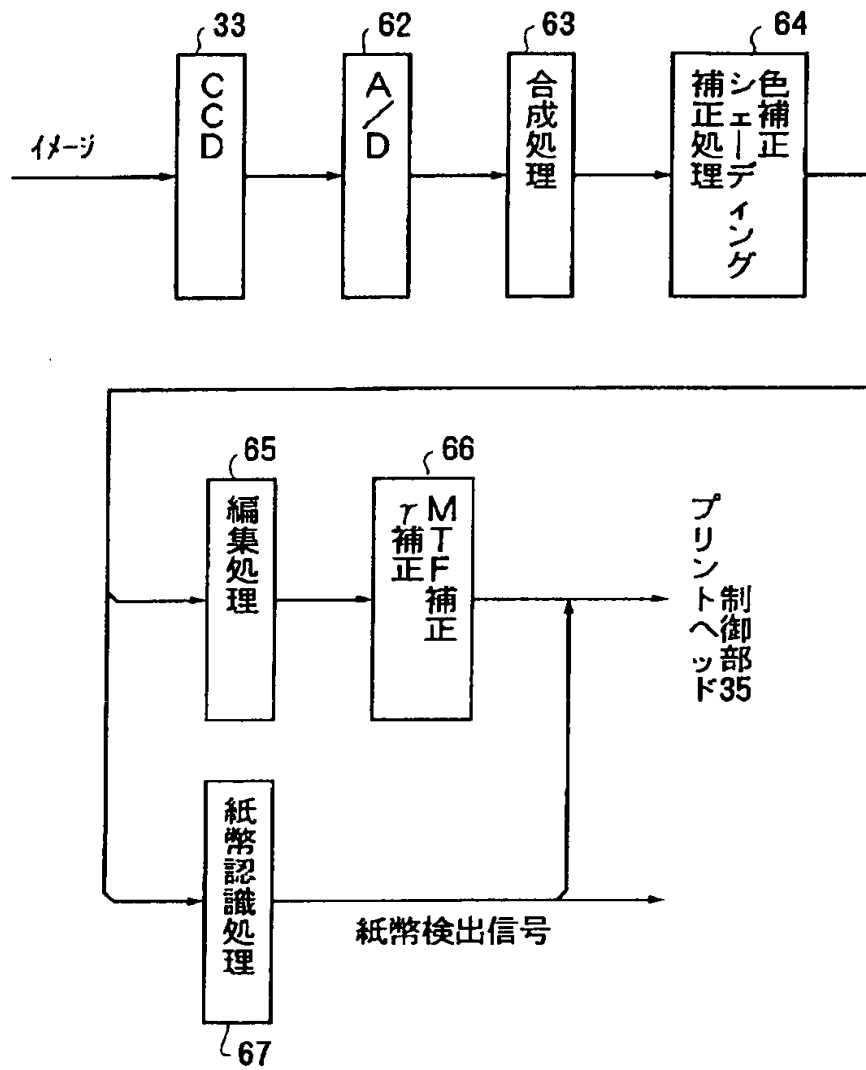 33
62
63
64
イメージ
CCD
A/D
合成処理
色補正
シェーディング
補正処理
65
66
編集処理
MTF補正
γ補正
プリントヘッド
制御部35
紙幣認識処理
紙幣検出信号
67